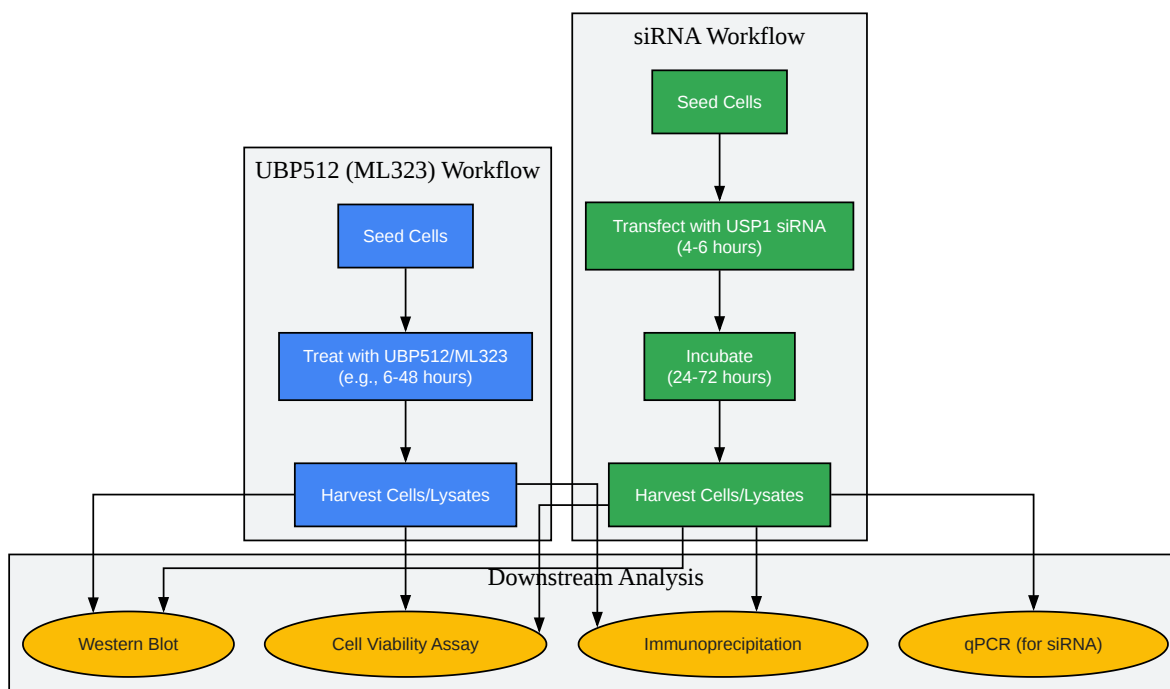 siRNA Workflow
Seed Cells
Transfect with USP1 siRNA
(4-6 hours)
Incubate
(24-72 hours)
Harvest Cells/Lysates
UBP512 (ML323) Workflow
Seed Cells
Treat with UBP512/ML323
(e.g., 6-48 hours)
Harvest Cells/Lysates
Downstream Analysis
Western Blot
Cell Viability Assay
Immunoprecipitation
qPCR (for siRNA)